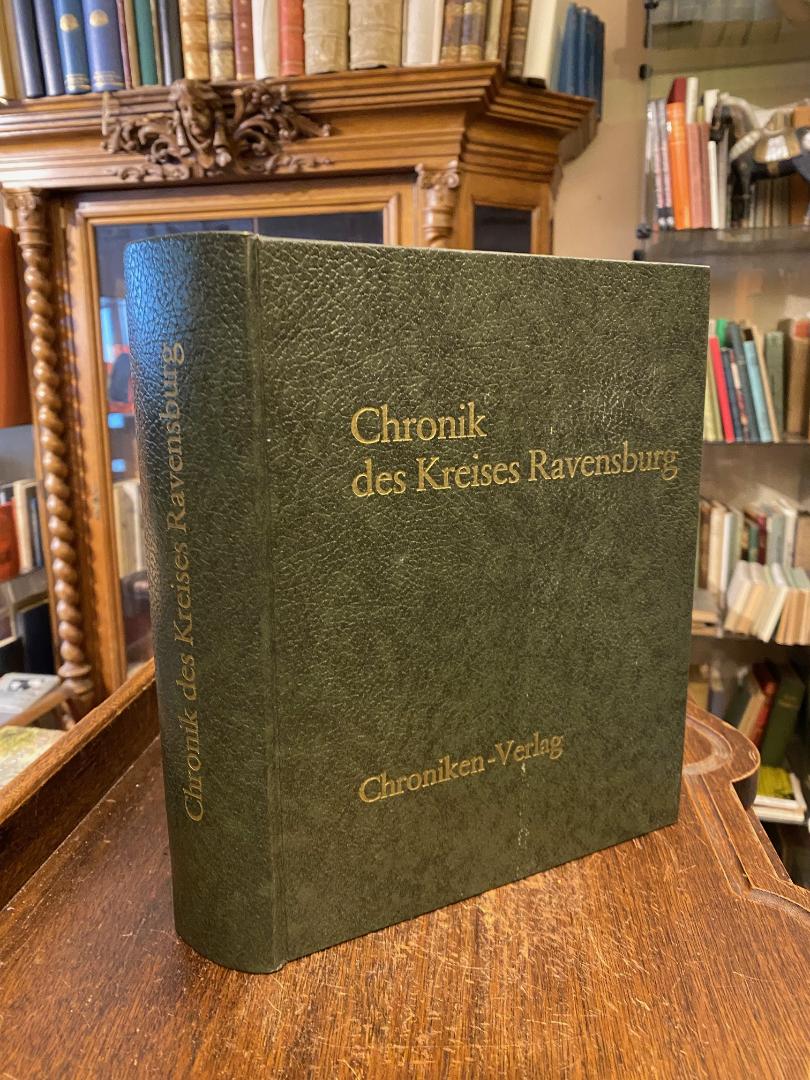 Chronik des Kreises Ravensburg
Chronik
des Kreises Ravensburg
Chroniken-Verlag